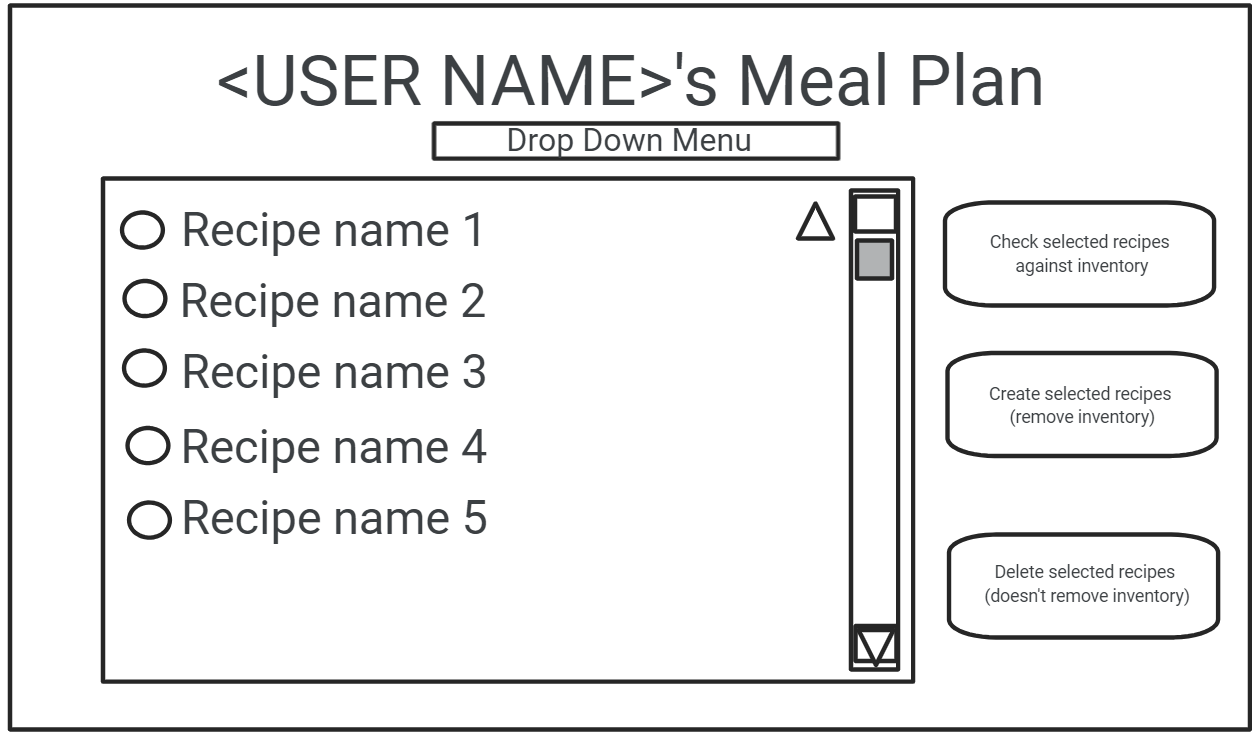 <USER NAME>'s Meal Plan
Drop Down Menu
Recipe name 1
Recipe name 2
Recipe name 3
Recipe name 4
Recipe name 5
Check selected recipes
against inventory
Create selected recipes
(remove inventory)
Delete selected recipes
(doesn't remove inventory)